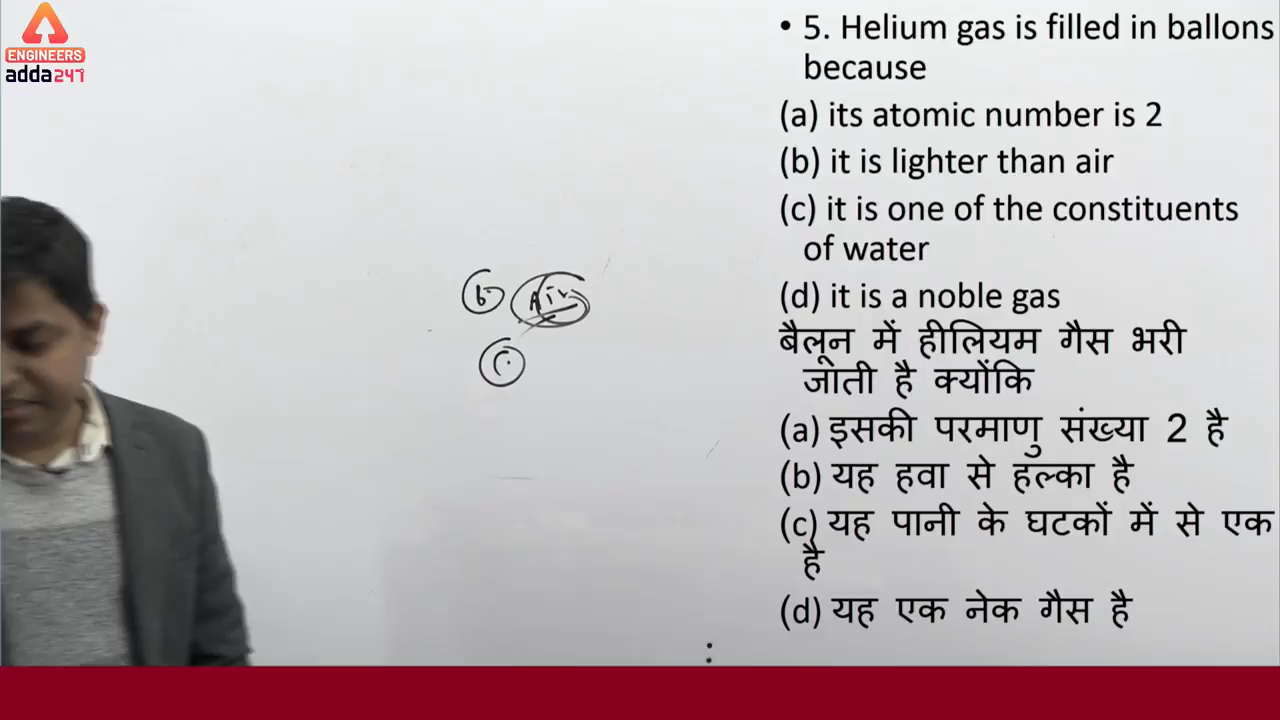 ENGINEERS
adda247
• 5. Helium gas is filled in ballons
because
(a) its atomic number is 2
(b) it is lighter than air
(c) it is one of the constituents
of water
(d) it is a noble gas
बैलून में हीलियम गैस भरी
जाती है क्योंकि
(a) इसकी परमाणु संख्या 2 है
(b) यह हवा से हल्का है
(c) यह पानी के घटकों में से एक
है
(d) यह एक नेक गैस है
b Air